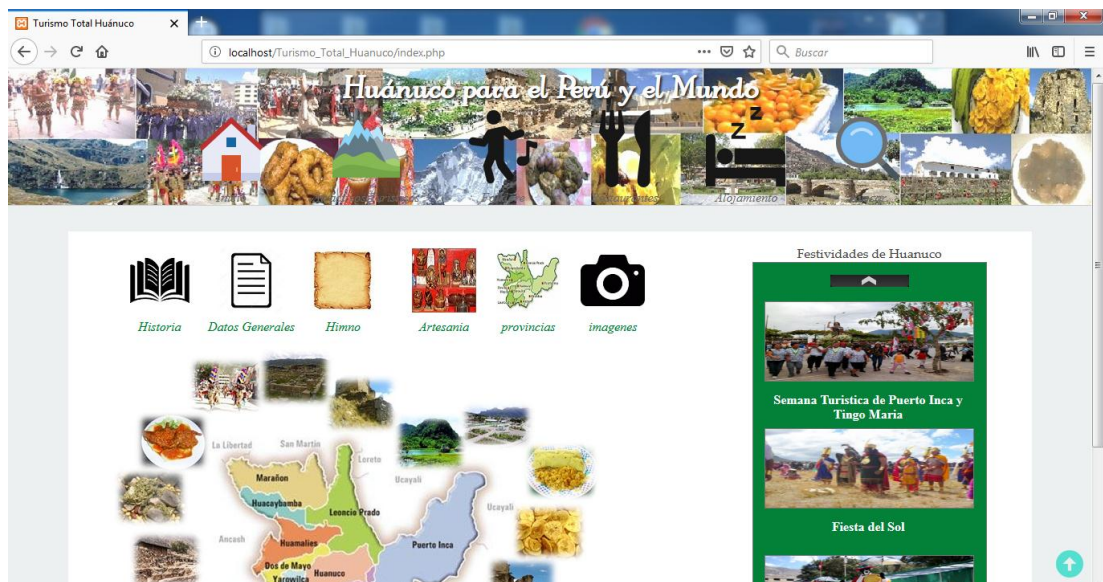 Turismo Total Huánuco
localhost/Turismo_Total_Huanuco/index.php
Buscar
Huánuco para el Perú y el Mundo
Alojamiento
Historia
Datos Generales
Himno
Artesania
provincias
imagenes
Festividades de Huanuco
Semana Turistica de Puerto Inca y
Tingo Maria
Fiesta del Sol
La Libertad
San Martin
Loreto
Ucayali
Marañon
Huacaybamba
Leoncio Prado
Ucayali
Ancash
Huamalies
Puerto Inca
Dos de Mayo
Huanuco
Yarowilca